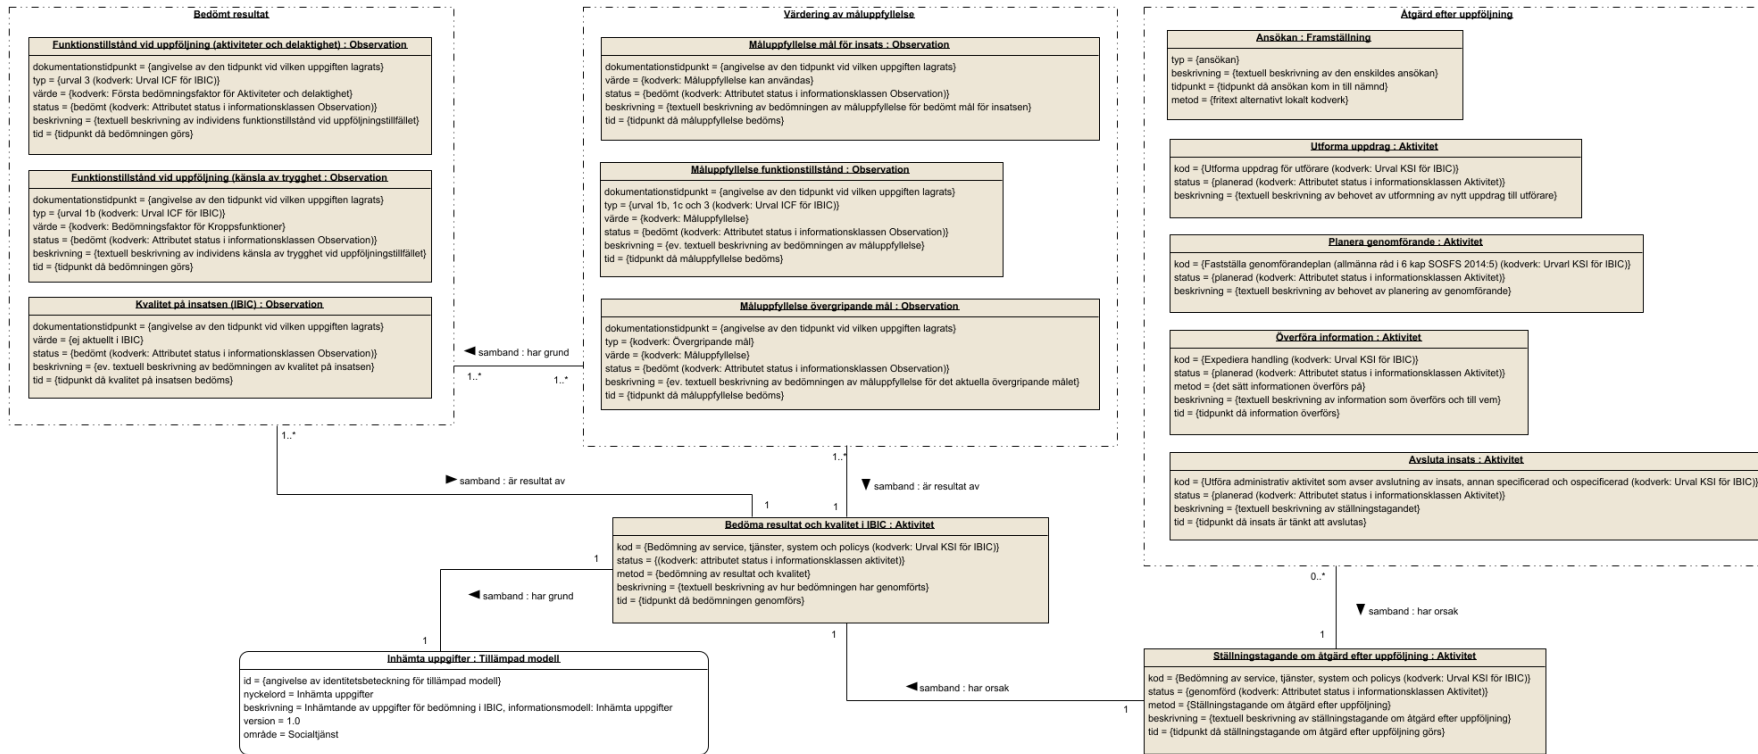 Bedömt resultat
Funktionstillstånd vid uppföljning (aktiviteter och delaktighet) : Observation
dokumentationstidpunkt = {angivelse av den tidpunkt vid vilken uppgiften lagrats}
typ = {urval 3 (kodverk: Urval ICF för IBIC)}
värde = {kodverk: Första bedömningsfaktor för Aktiviteter och delaktighet}
status = {bedömt (kodverk: Attributet status i informationsklassen Observation)}
beskrivning = {textuell beskrivning av individens funktionstillstånd vid uppföljningstillfället}
tid = {tidpunkt då bedömningen görs}
Funktionstillstånd vid uppföljning (känsla av trygghet : Observation
dokumentationstidpunkt = {angivelse av den tidpunkt vid vilken uppgiften lagrats}
typ = {urval 1b (kodverk: Urval ICF för IBIC)}
värde = {kodverk: Bedömningsfaktor för Kroppsfunktioner}
status = {bedömt (kodverk: Attributet status i informationsklassen Observation)}
beskrivning = {textuell beskrivning av individens känsla av trygghet vid uppföljningstillfället}
tid = {tidpunkt då bedömningen görs}
Kvalitet på insatsen (IBIC) : Observation
dokumentationstidpunkt = {angivelse av den tidpunkt vid vilken uppgiften lagrats}
värde = {ej aktuellt i IBIC}
status = {bedömt (kodverk: Attributet status i informationsklassen Observation)}
beskrivning = {ev. textuell beskrivning av bedömningen av kvalitet på insatsen}
tid = {tidpunkt då kvalitet på insatsen bedöms}
samband : har grund
1..*
1..*
Värdering av måluppfyllelse
Måluppfyllelse mål för insats : Observation
dokumentationstidpunkt = {angivelse av den tidpunkt vid vilken uppgiften lagrats}
värde = {kodverk: Måluppfyllelse kan användas}
status = {bedömt (kodverk: Attributet status i informationsklassen Observation)}
beskrivning = {textuell beskrivning av bedömningen av måluppfyllelse för bedömt mål för insatsen}
tid = {tidpunkt då måluppfyllelse bedöms}
Måluppfyllelse funktionstillstånd : Observation
dokumentationstidpunkt = {angivelse av den tidpunkt vid vilken uppgiften lagrats}
typ = {urval 1b, 1c och 3 (kodverk: Urval ICF för IBIC)}
värde = {kodverk: Måluppfyllelse}
status = {bedömt (kodverk: Attributet status i informationsklassen Observation)}
beskrivning = {ev. textuell beskrivning av bedömningen av måluppfyllelse}
tid = {tidpunkt då måluppfyllelse bedöms}
Måluppfyllelse övergripande mål : Observation
dokumentationstidpunkt = {angivelse av den tidpunkt vid vilken uppgiften lagrats}
typ = {kodverk: Övergripande mål}
värde = {kodverk: Måluppfyllelse}
status = {bedömt (kodverk: Attributet status i informationsklassen Observation)}
beskrivning = {ev. textuell beskrivning av bedömningen av måluppfyllelse för det aktuella övergripande målet}
tid = {tidpunkt då måluppfyllelse bedöms}
Åtgärd efter uppföljning
Ansökan : Framställning
typ = {ansökan}
beskrivning = {textuell beskrivning av den enskildes ansökan}
tidpunkt = {tidpunkt då ansökan kom in till nämnd}
metod = {fritext alternativt lokalt kodverk}
Utforma uppdrag : Aktivitet
kod = {Utforma uppdrag för utförare (kodverk: Urval KSI för IBIC)}
status = {planerad (kodverk: Attributet status i informationsklassen Aktivitet)}
beskrivning = {textuell beskrivning av behovet av utformning av nytt uppdrag till utförare}
Planera genomförande : Aktivitet
kod = {Fastställa genomförandeplan (allmänna råd i 6 kap SOSFS 2014:5) (kodverk: Urvarl KSI för IBIC)}
status = {planerad (kodverk: Attributet status i informationsklassen Aktivitet)}
beskrivning = {textuell beskrivning av behovet av planering av genomförande}
Överföra information : Aktivitet
kod = {Expediera handling (kodverk: Urval KSI för IBIC)}
status = {planerad (kodverk: Attributet status i informationsklassen Aktivitet)}
metod = {det sätt informationen överförs på}
beskrivning = {textuell beskrivning av information som överförs och till vem}
tid = {tidpunkt då information överförs}
Avsluta insats : Aktivitet
kod = {Utföra administrativ aktivitet som avser avslutning av insats, annan specificerad och ospecificerad (kodverk: Urval KSI för IBIC)}
status = {planerad (kodverk: Attributet status i informationsklassen Aktivitet)}
beskrivning = {textuell beskrivning av ställningstagandet}
tid = {tidpunkt då insats är tänkt att avslutas}
1..*
samband : är resultat av
1
1..*
samband : är resultat av
1
Bedöma resultat och kvalitet i IBIC : Aktivitet
kod = {Bedömning av service, tjänster, system och policys (kodverk: Urval KSI för IBIC)}
status = {(kodverk: attributet status i informationsklassen aktivitet)}
metod = {bedömning av resultat och kvalitet}
beskrivning = {textuell beskrivning av hur bedömningen har genomförts}
tid = {tidpunkt då bedömningen genomförs}
1
samband : har grund
1
0..*
samband : har orsak
1
Inhämta uppgifter : Tillämpad modell
id = {angivelse av identitetsbeteckning för tillämpad modell}
nyckelord = Inhämta uppgifter
beskrivning = Inhämtande av uppgifter för bedömning i IBIC, informationsmodell: Inhämta uppgifter
version = 1.0
område = Socialtjänst
1
samband : har orsak
1
Ställningstagande om åtgärd efter uppföljning : Aktivitet
kod = {Bedömning av service, tjänster, system och policys (kodverk: Urval KSI för IBIC)}
status = {genomförd (kodverk: Attributet status i informationsklassen Aktivitet)}
metod = {Ställningstagande om åtgärd efter uppföljning}
beskrivning = {textuell beskrivning av ställningstagande om åtgärd efter uppföljning}
tid = {tidpunkt då ställningstagande om åtgärd efter uppföljning görs}